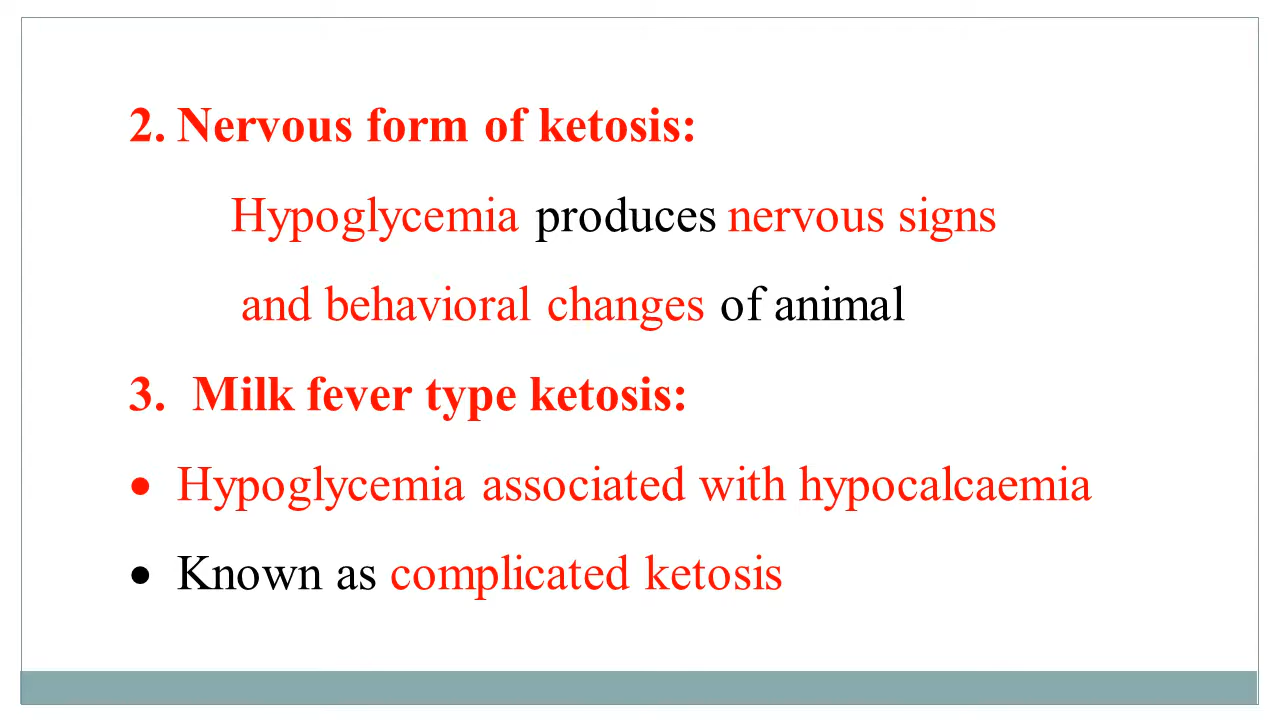 2. Nervous form of ketosis:
Hypoglycemia produces nervous signs
and behavioral changes of animal
3. Milk fever type ketosis:
• Hypoglycemia associated with hypocalcaemia
• Known as complicated ketosis